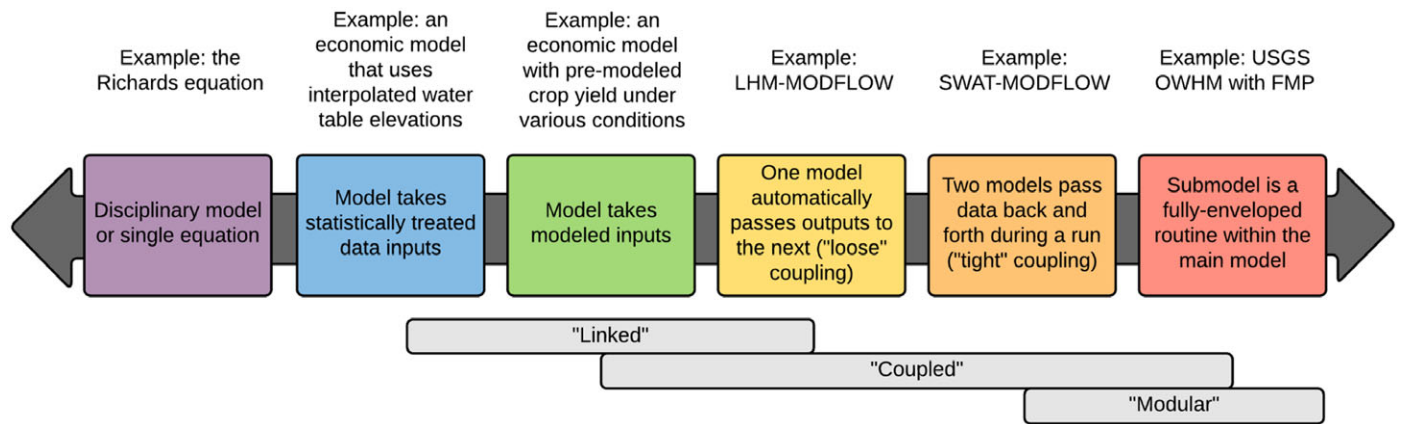 Example: the
Richards equation
Example: an
economic model
that uses
interpolated water
table elevations
Example: an
economic model
with pre-modeled
crop yield under
various conditions
Example:
LHM-MODFLOW
Example:
SWAT-MODFLOW
Example: USGS
OWHM with FMP
Disciplinary model
or single equation
Model takes
statistically treated
data inputs
Model takes
modeled inputs
One model
automatically
passes outputs to
the next ("loose"
coupling)
Two models pass
data back and
forth during a run
("tight" coupling)
Submodel is a
fully-enveloped
routine within the
main model
"Linked"
"Coupled"
"Modular"